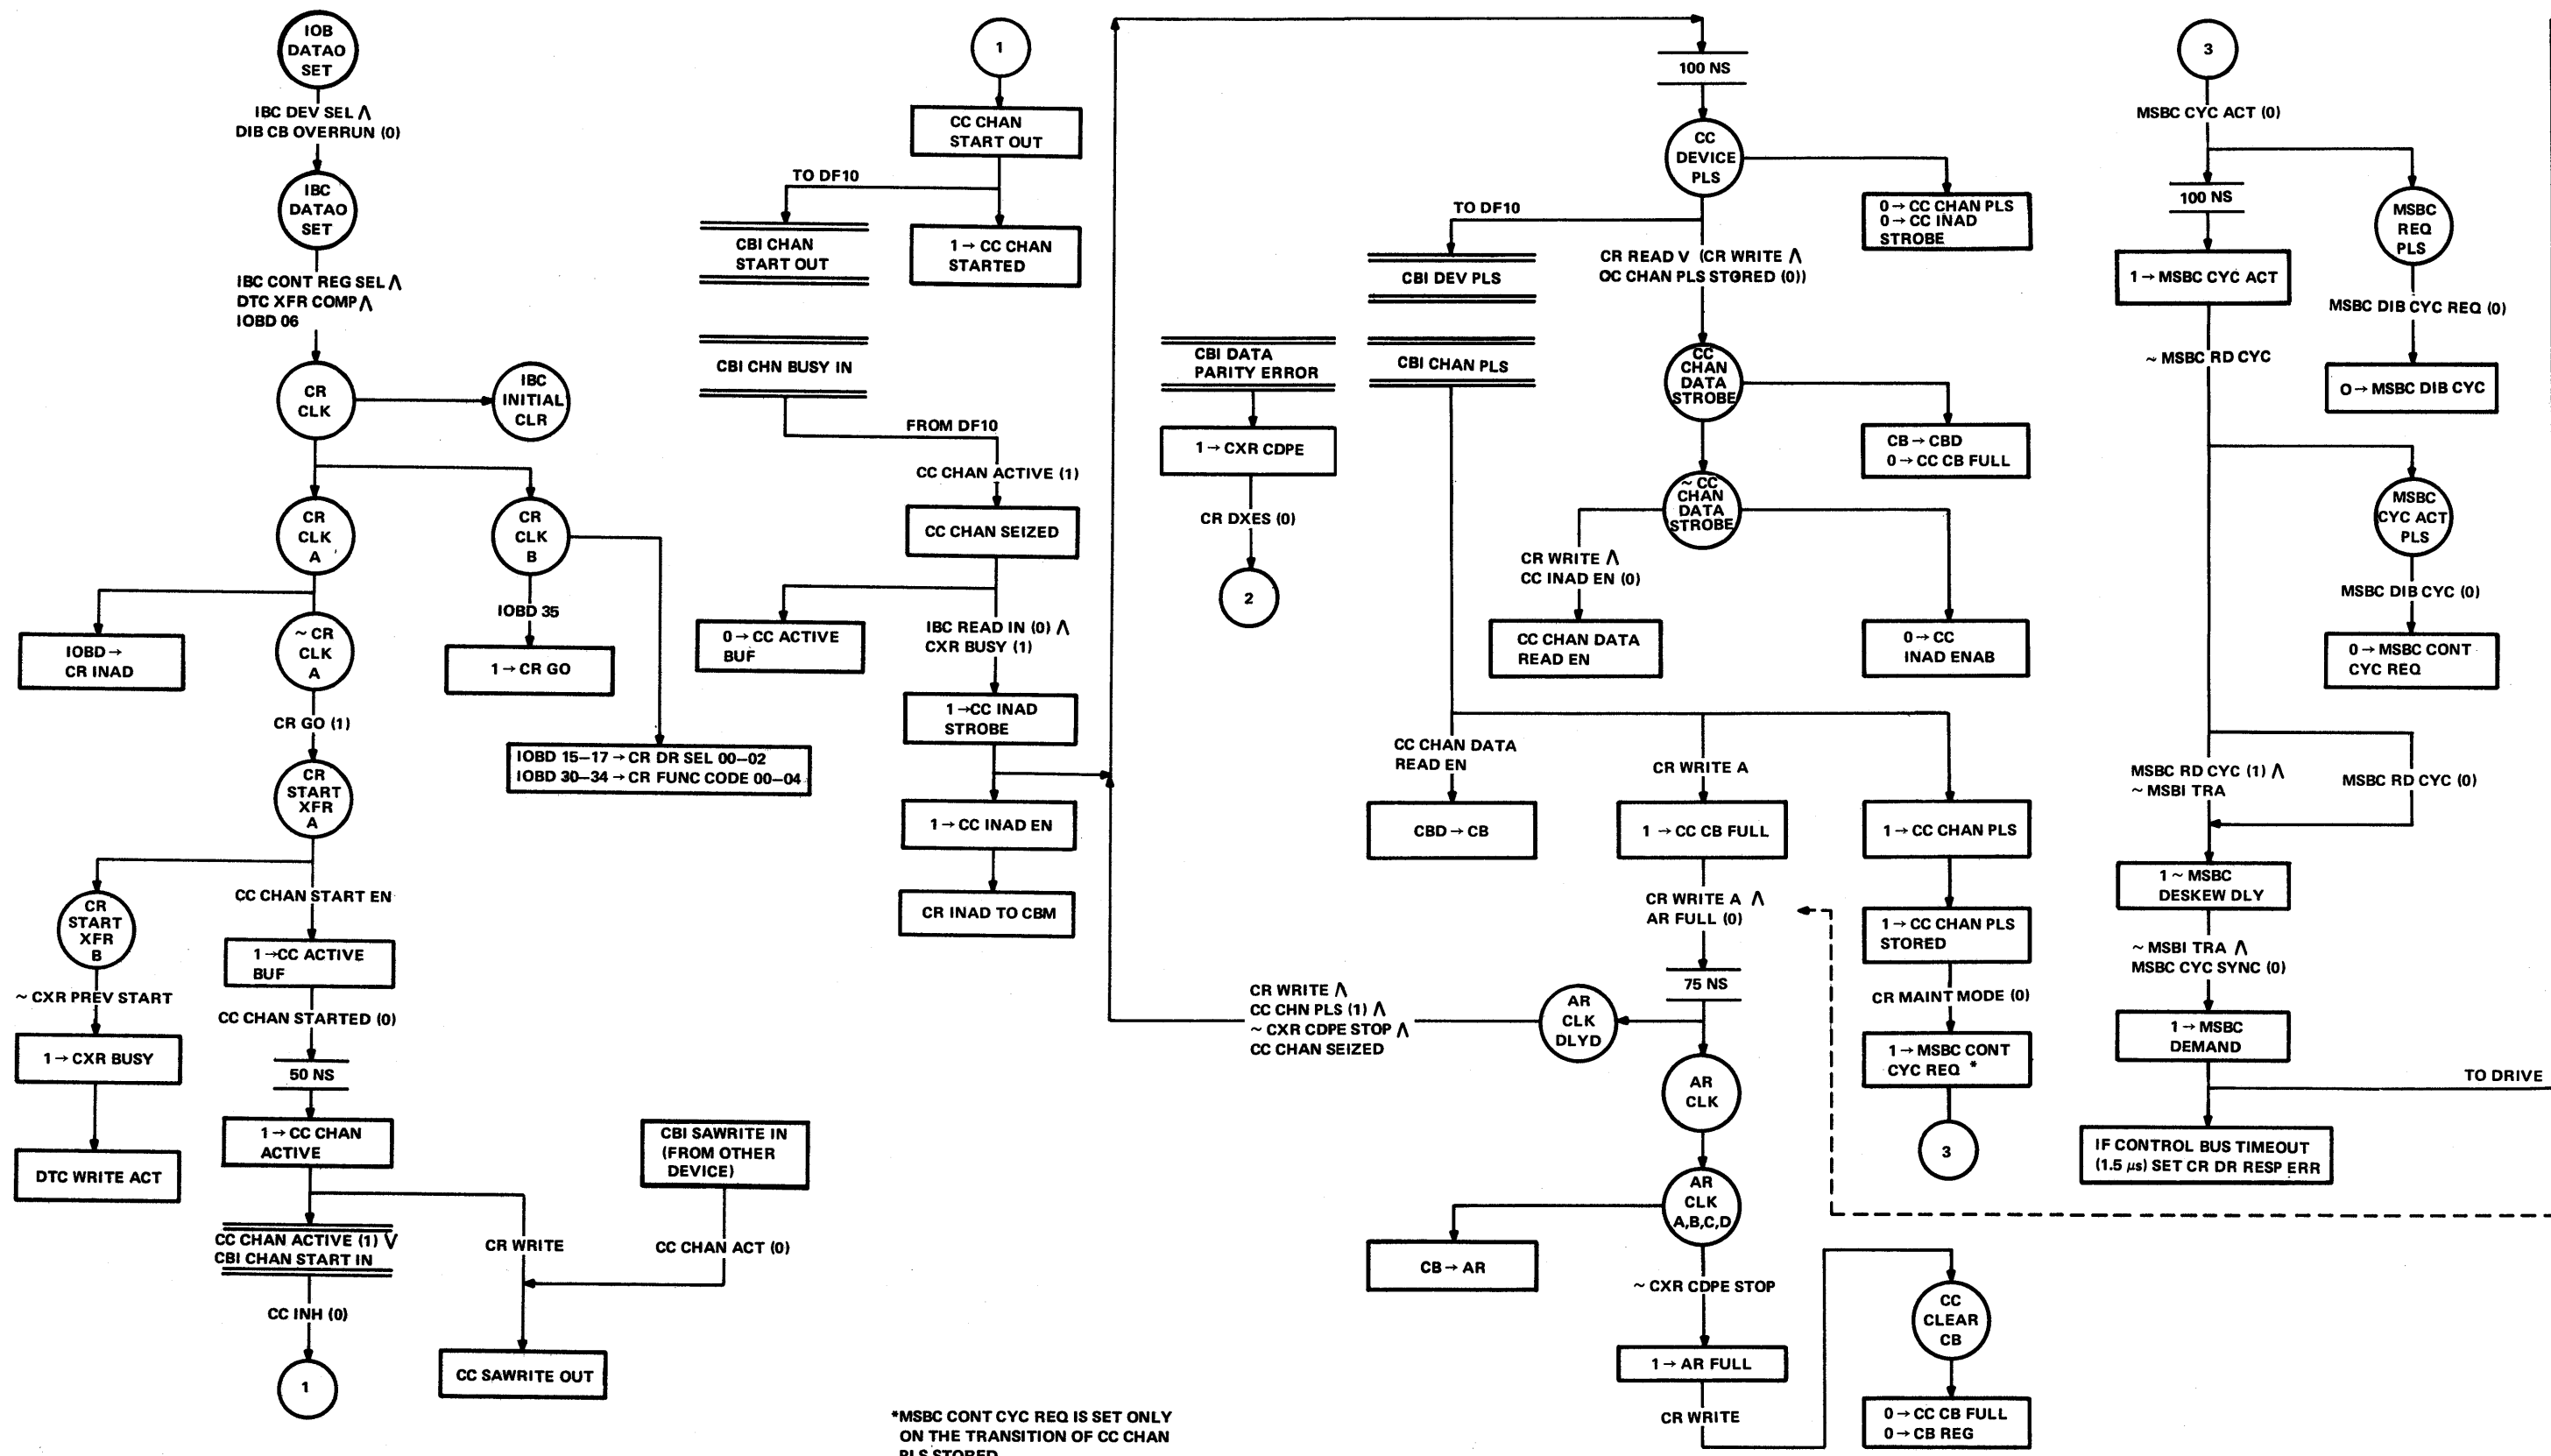 IOB
DATAO
SET
IBC DEV SEL Λ
DIB CB OVERRUN (0)
IBC
DATAO
SET
IBC CONT REG SEL Λ
DTC XFR COMP Λ
IOBD 06
CR
CLK
IBC
INITIAL
CLR
CR
CLK
A
CR
CLK
B
IOBD →
CR INAD
~ CR
CLK
A
IOBD 35
1 → CR GO
CR GO (1)
IOBD 15–17 → CR DR SEL 00–02
IOBD 30–34 → CR FUNC CODE 00–04
CR
START
XFR
A
CR
START
XFR
B
CC CHAN START EN
1 → CC ACTIVE
BUF
~ CXR PREV START
CC CHAN STARTED (0)
1 → CXR BUSY
50 NS
DTC WRITE ACT
1 → CC CHAN
ACTIVE
CBI SAWRITE IN
(FROM OTHER
DEVICE)
CC CHAN ACTIVE (1) V
CBI CHAN START IN
CR WRITE
CC CHAN ACT (0)
CC INH (0)
1
CC SAWRITE OUT
1
CC CHAN
START OUT
TO DF10
CBI CHAN
START OUT
1 → CC CHAN
STARTED
CBI CHN BUSY IN
FROM DF10
CC CHAN ACTIVE (1)
CC CHAN SEIZED
0 → CC ACTIVE
BUF
IBC READ IN (0) Λ
CXR BUSY (1)
1 → CC INAD
STROBE
1 → CC INAD EN
CR INAD TO CBM
*MSBC CONT CYC REQ IS SET ONLY
ON THE TRANSITION OF CC CHAN
PLS STORED
CBI DATA
PARITY ERROR
1 → CXR CDPE
CR DXES (0)
2
100 NS
CC
DEVICE
PLS
0 → CC CHAN PLS
0 → CC INAD
STROBE
TO DF10
CBI DEV PLS
CR READ V (CR WRITE Λ
OC CHAN PLS STORED (0))
CBI CHAN PLS
CC
CHAN
DATA
STROBE
CB → CBD
0 → CC CB FULL
~ CC
CHAN
DATA
STROBE
CR WRITE Λ
CC INAD EN (0)
CC CHAN DATA
READ EN
0 → CC
INAD ENAB
CC CHAN DATA
READ EN
CR WRITE A
CBD → CB
1 → CC CB FULL
1 → CC CHAN PLS
CR WRITE A Λ
AR FULL (0)
1 → CC CHAN PLS
STORED
75 NS
CR MAINT MODE (0)
CR WRITE Λ
CC CHN PLS (1) Λ
~ CXR CDPE STOP Λ
CC CHAN SEIZED
AR
CLK
DLYD
1 → MSBC CONT
CYC REQ *
AR
CLK
3
AR
CLK
A,B,C,D
CB → AR
~ CXR CDPE STOP
CC
CLEAR
CB
1 → AR FULL
CR WRITE
0 → CC CB FULL
0 → CB REG
3
MSBC CYC ACT (0)
100 NS
MSBC
REQ
PLS
1 → MSBC CYC ACT
MSBC DIB CYC REQ (0)
~ MSBC RD CYC
0 → MSBC DIB CYC
MSBC
CYC ACT
PLS
MSBC DIB CYC (0)
0 → MSBC CONT
CYC REQ
MSBC RD CYC (1) Λ
~ MSBI TRA
MSBC RD CYC (0)
1 ~ MSBC
DESKEW DLY
~ MSBI TRA Λ
MSBC CYC SYNC (0)
1 → MSBC
DEMAND
TO DRIVE
IF CONTROL BUS TIMEOUT
(1.5 μs) SET CR DR RESP ERR